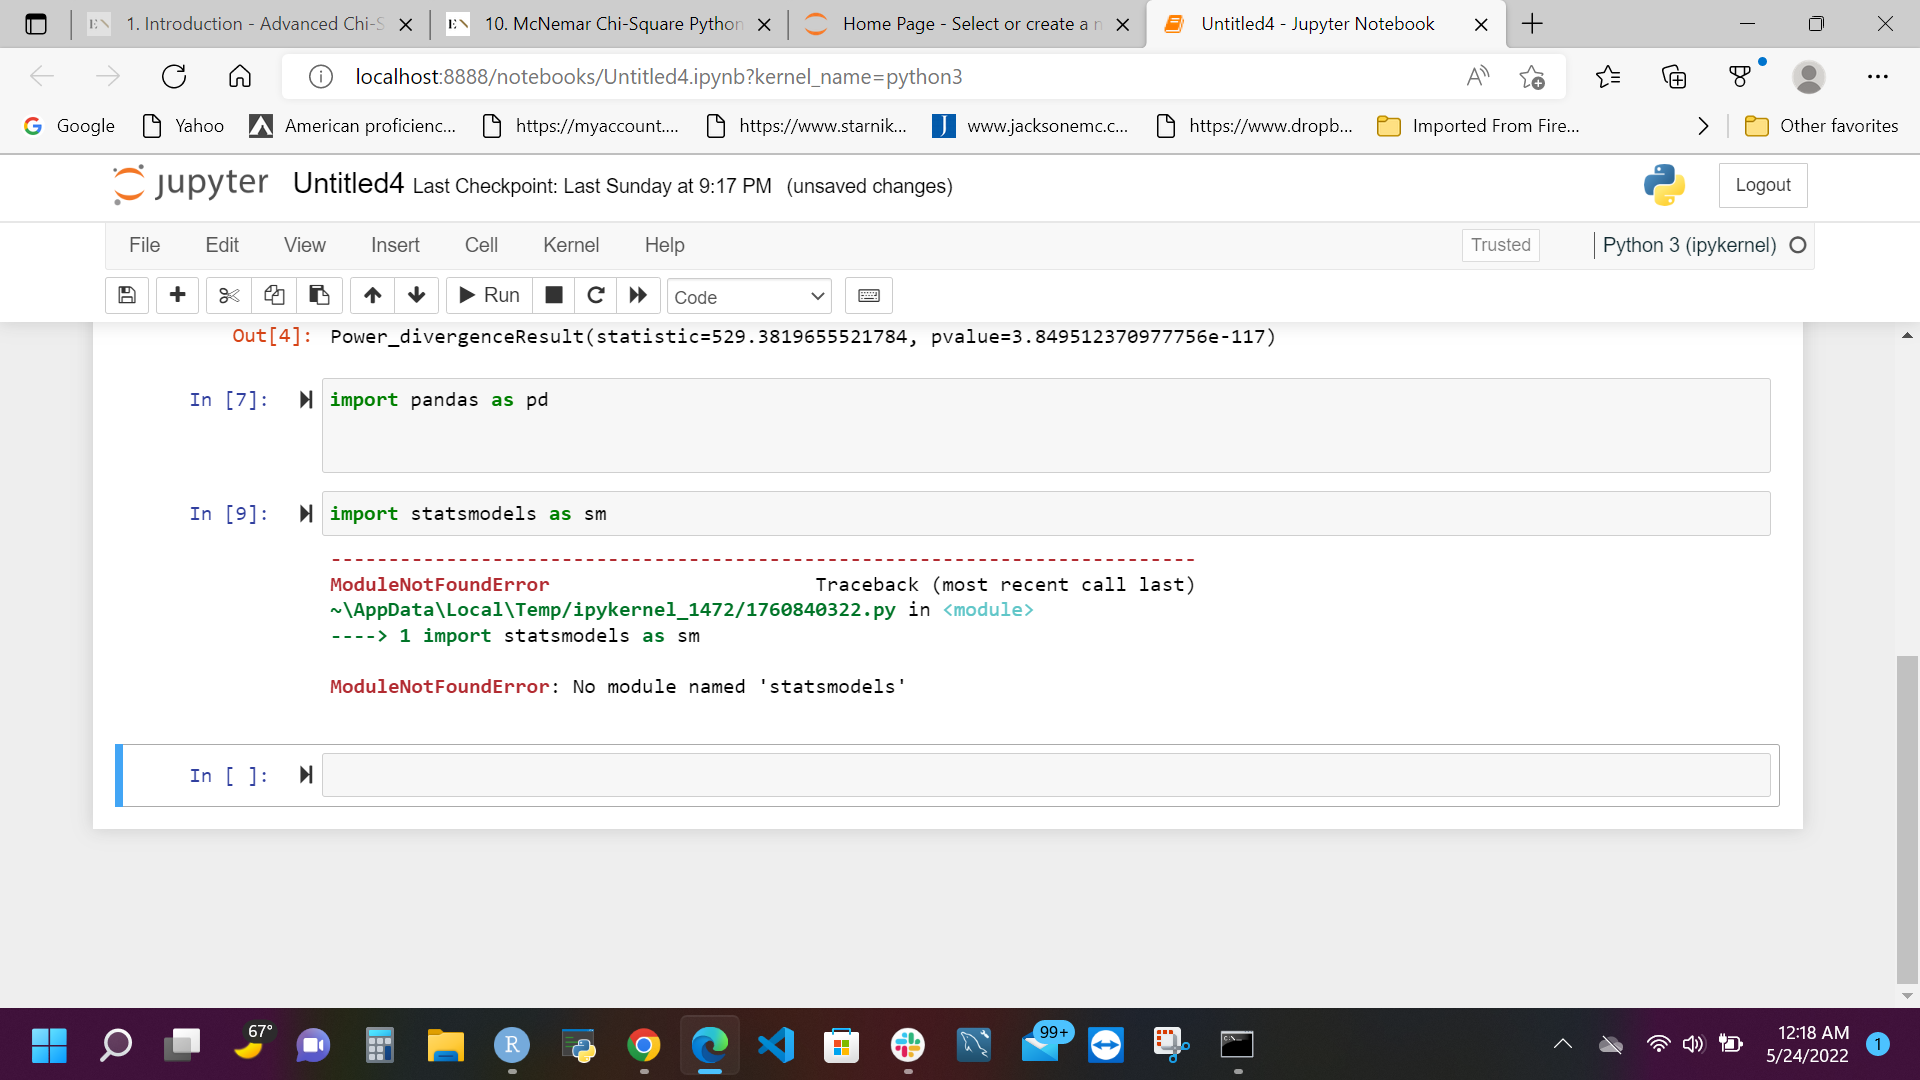 1. Introduction - Advanced Chi-S
10. McNemar Chi-Square Python
Home Page - Select or create a n
Untitled4 - Jupyter Notebook
localhost:8888/notebooks/Untitled4.ipynb?kernel_name=python3
Google
Yahoo
American proficienc...
https://myaccount....
https://www.starnik...
www.jacksonemc.c...
https://www.dropb...
Imported From Fire...
Other favorites
jupyter Untitled4 Last Checkpoint: Last Sunday at 9:17 PM (unsaved changes)
Logout
File Edit View Insert Cell Kernel Help
Trusted
Python 3 (ipykernel)
Run
Code
Out[4]: Power_divergenceResult(statistic=529.3819655521784, pvalue=3.849512370977756e-117)
In [7]: import pandas as pd
In [9]: import statsmodels as sm
---------------------------------------------------------------------------
ModuleNotFoundError Traceback (most recent call last)
~\AppData\Local\Temp/ipykernel_1472/1760840322.py in <module>
----> 1 import statsmodels as sm
ModuleNotFoundError: No module named 'statsmodels'
In [ ]:
67°
99+
12:18 AM
5/24/2022
1